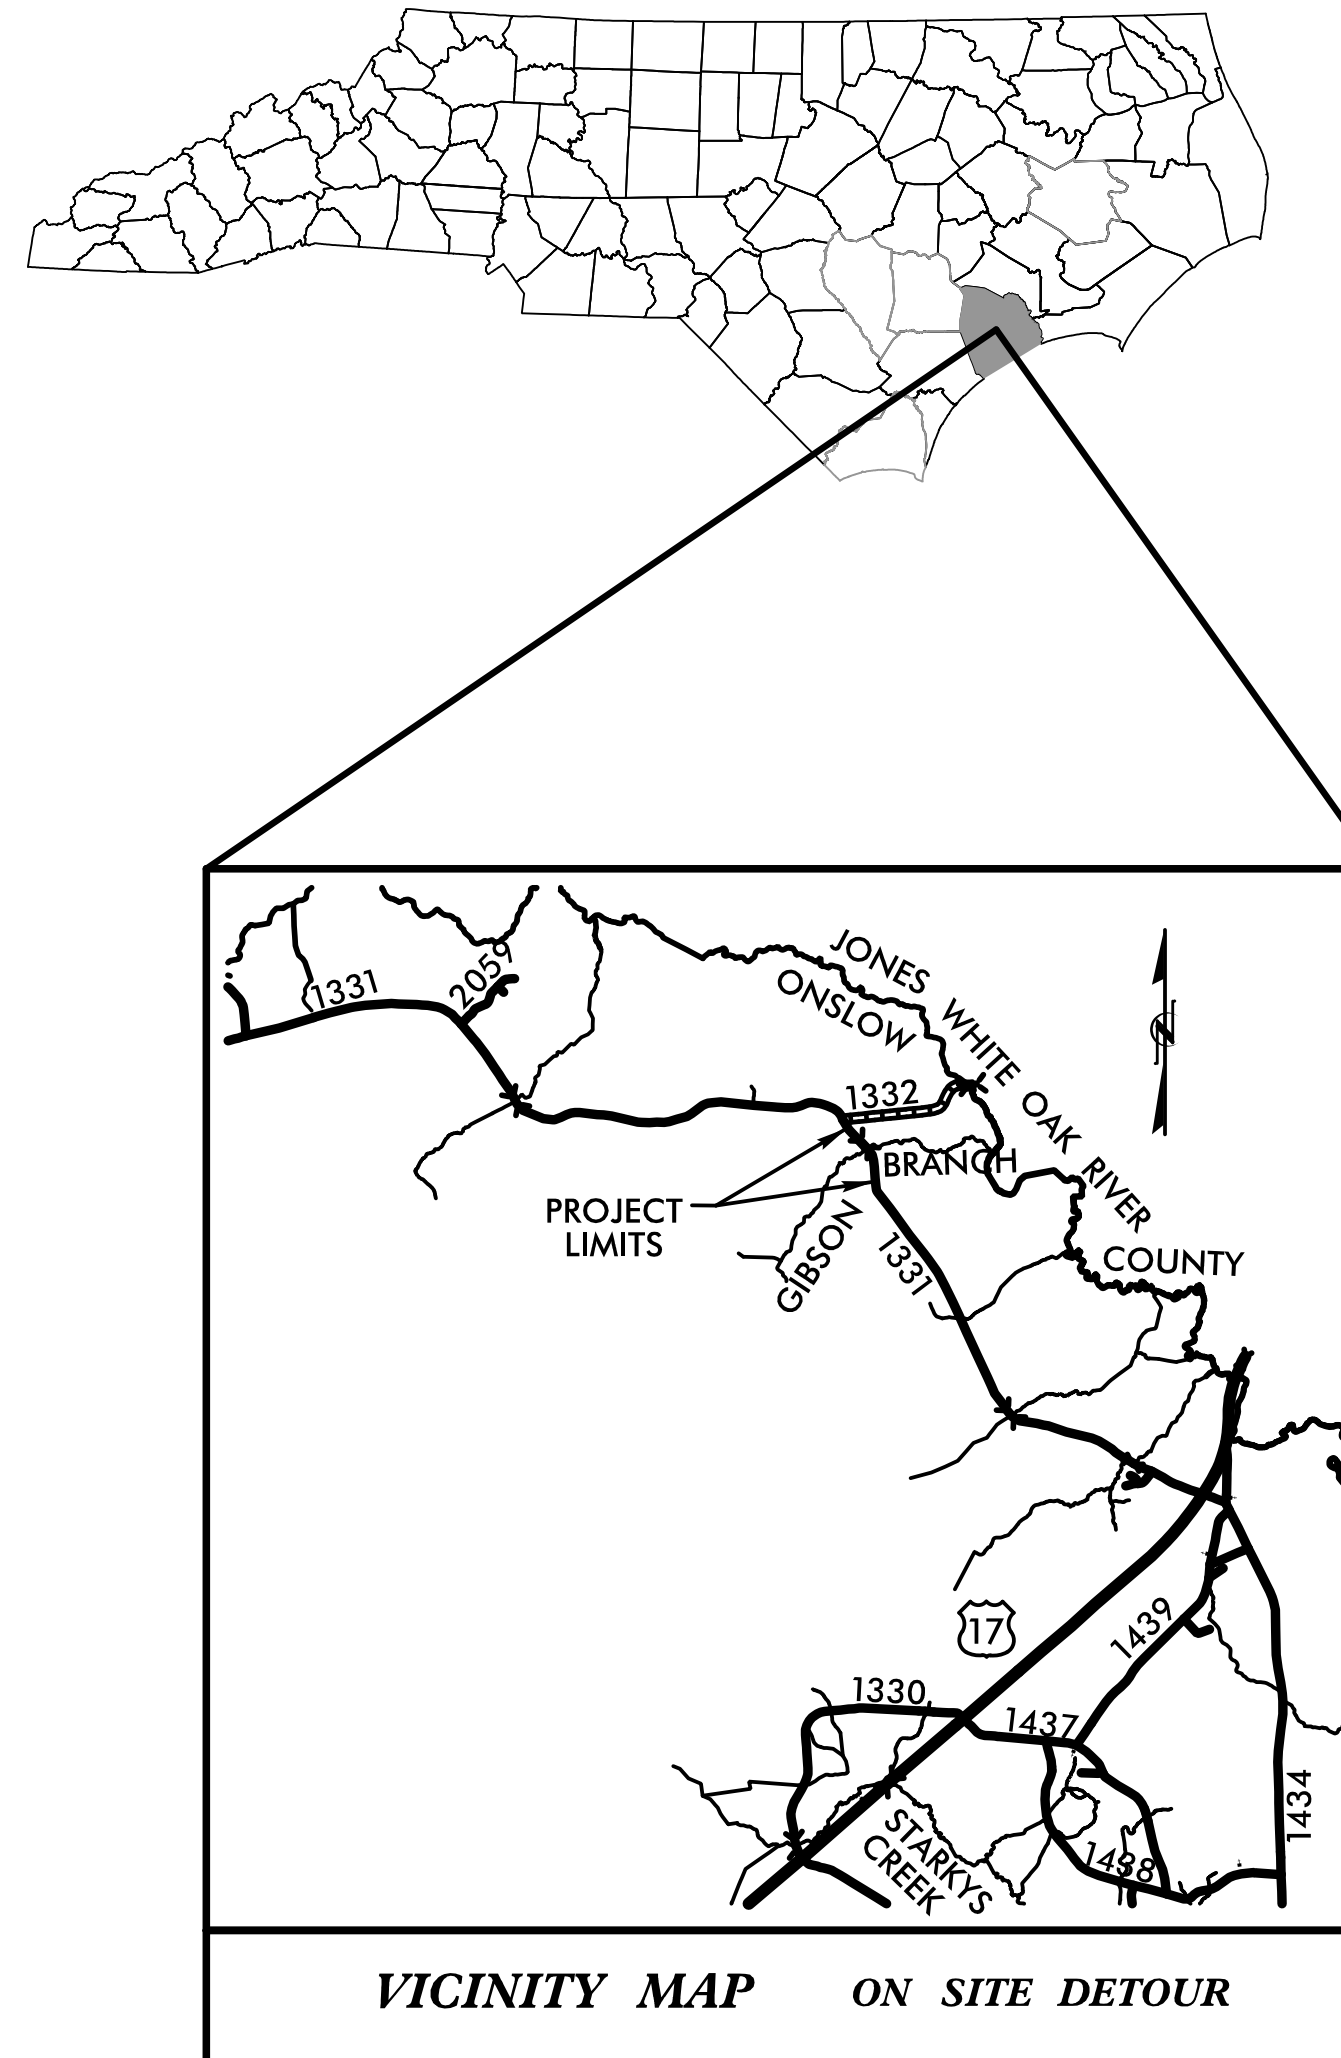 JONES
ONSLOW
2059
1331
WHITE OAK RIVER
1332
BRANCH
PROJECT
LIMITS
GIBSON
1331
COUNTY
17
1439
1330
1437
1434
STARKYS
CREEK
1438
VICINITY MAP ON SITE DETOUR